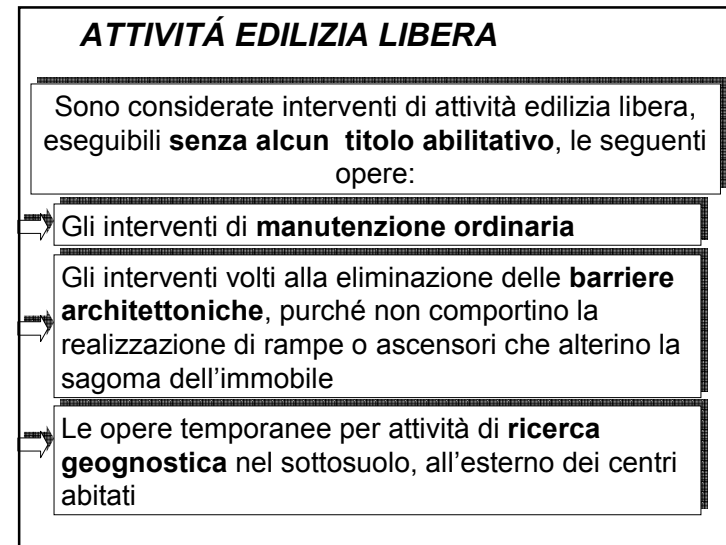 ATTIVITÁ EDILIZIA LIBERA
Sono considerate interventi di attività edilizia libera,
eseguibili senza alcun titolo abilitativo, le seguenti
opere:
Gli interventi di manutenzione ordinaria
Gli interventi volti alla eliminazione delle barriere
architettoniche, purché non comportino la
realizzazione di rampe o ascensori che alterino la
sagoma dell’immobile
Le opere temporanee per attività di ricerca
geognostica nel sottosuolo, all’esterno dei centri
abitati